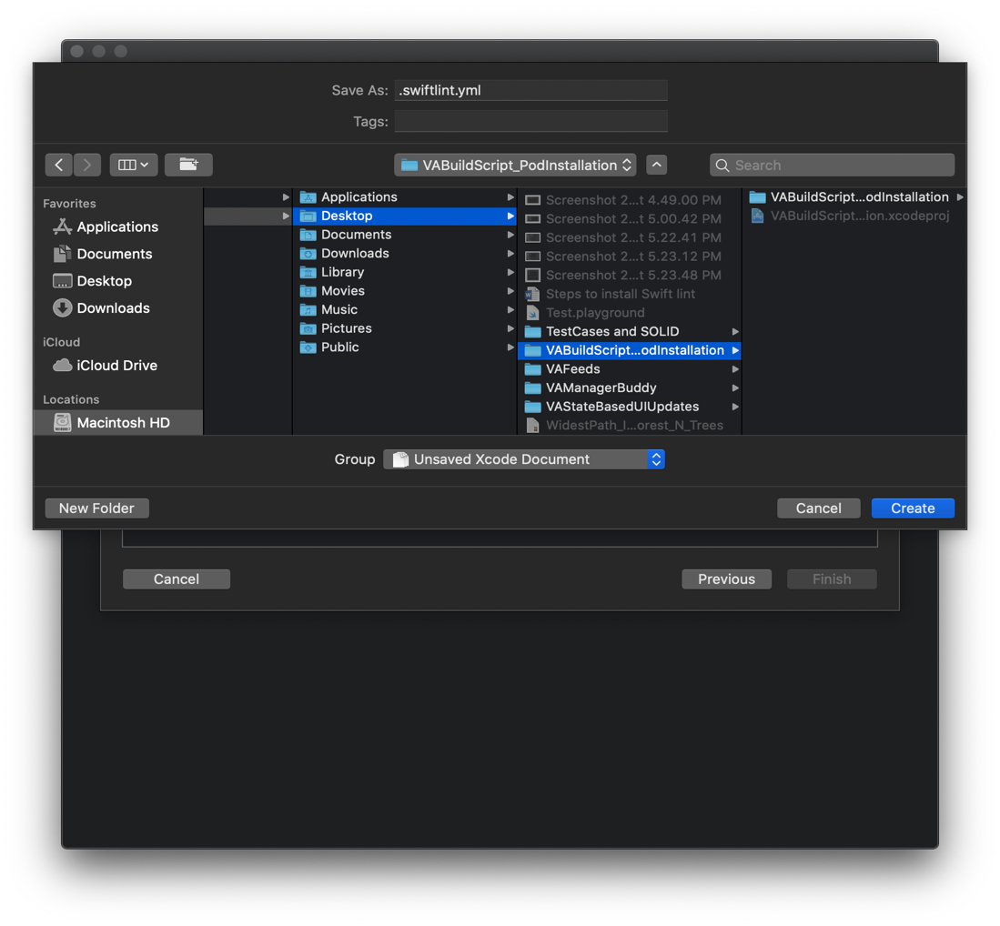 Save As: .swiftlint.yml
Tags:
VABuildScript_PodInstallation
Search
Favorites
Applications
Documents
Desktop
Downloads
iCloud
iCloud Drive
Locations
Macintosh HD
Applications
Desktop
Documents
Downloads
Library
Movies
Music
Pictures
Public
Screenshot 2...t 4.49.00 PM
Screenshot 2...t 5.00.42 PM
Screenshot 2...t 5.22.41 PM
Screenshot 2...t 5.23.12 PM
Screenshot 2...t 5.23.48 PM
Steps to install Swift lint
Test.playground
TestCases and SOLID
VABuildScript...odInstallation
VAFeeds
VAManagerBuddy
VAStateBasedUIUpdates
WidestPath_I...orest_N_Trees
VABuildScript...odInstallation
VABuildScript...ion.xcodeproj
Group Unsaved Xcode Document
New Folder Cancel Create
Cancel Previous Finish